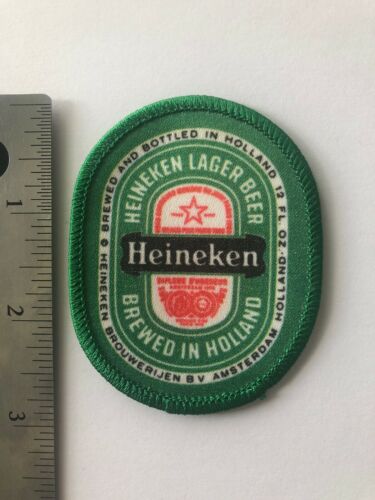 BREWED AND BOTTLED IN HOLLAND 12 FL. OZ.
HEINEKEN BROUWERIJEN BV AMSTERDAM HOLLAND
HEINEKEN LAGER BEER
Heineken
BREWED IN HOLLAND
1
2
3